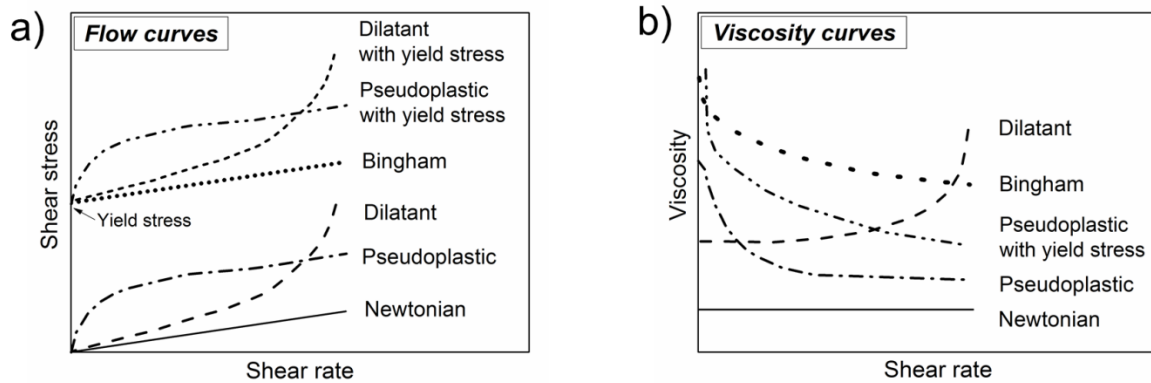 a)
Flow curves
Dilatant
with yield stress
Pseudoplastic
with yield stress
Bingham
Yield stress
Dilatant
Pseudoplastic
Newtonian
Shear stress
Shear rate
b)
Viscosity curves
Dilatant
Bingham
Pseudoplastic
with yield stress
Pseudoplastic
Newtonian
Viscosity
Shear rate